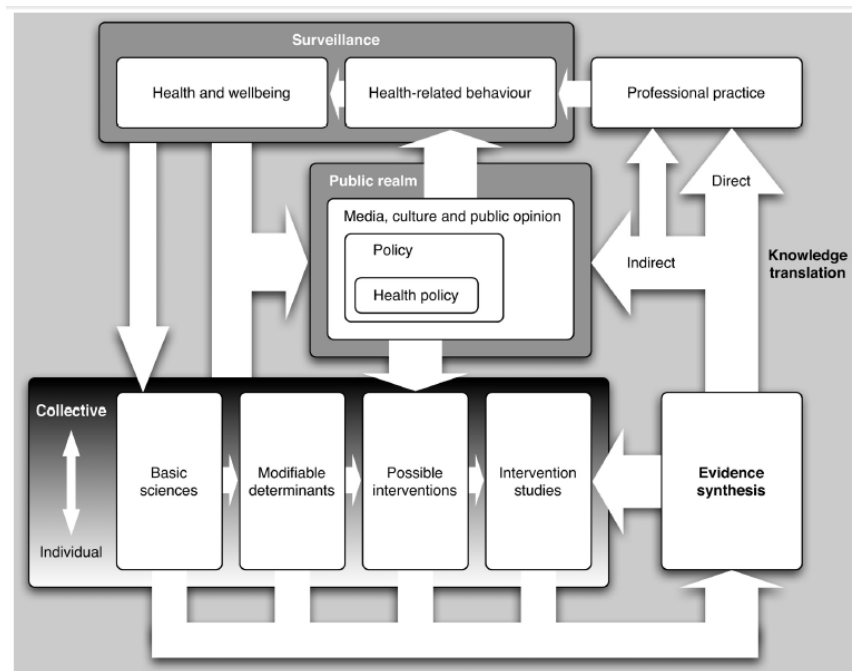 Surveillance
Health and wellbeing
Health-related behaviour
Professional practice
Public realm
Media, culture and public opinion
Policy
Health policy
Direct
Indirect
Knowledge
translation
Collective
Individual
Basic
sciences
Modifiable
determinants
Possible
interventions
Intervention
studies
Evidence
synthesis